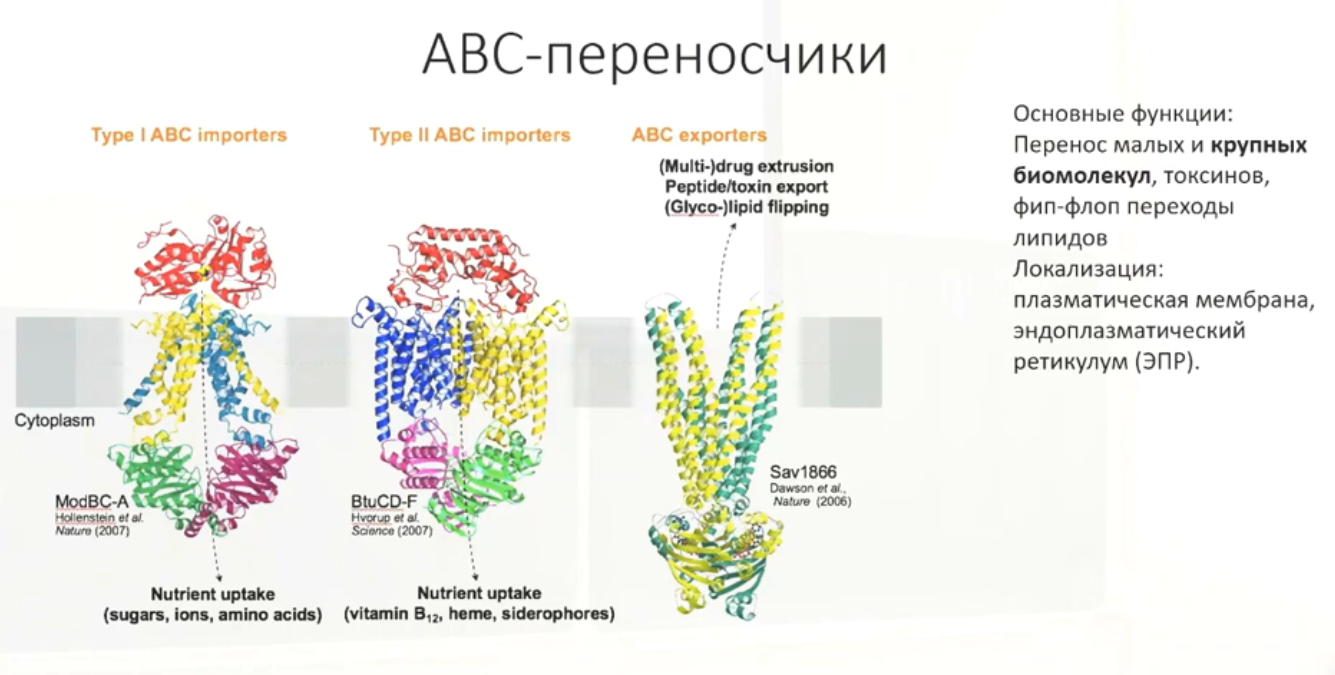 АВС-переносчики
Type I ABC importers
Type II ABC importers
ABC exporters
(Multi-)drug extrusion
Peptide/toxin export
(Glyco-)lipid flipping
Cytoplasm
ModBC-A
Hollenstein et al.
Nature (2007)
BtuCD-F
Hvorup et al.
Science (2007)
Sav1866
Dawson et al.,
Nature (2006)
Nutrient uptake
(sugars, ions, amino acids)
Nutrient uptake
(vitamin B₁₂, heme, siderophores)
Основные функции:
Перенос малых и крупных
биомолекул, токсинов,
фип-флоп переходы
липидов
Локализация:
плазматическая мембрана,
эндоплазматический
ретикулум (ЭПР).